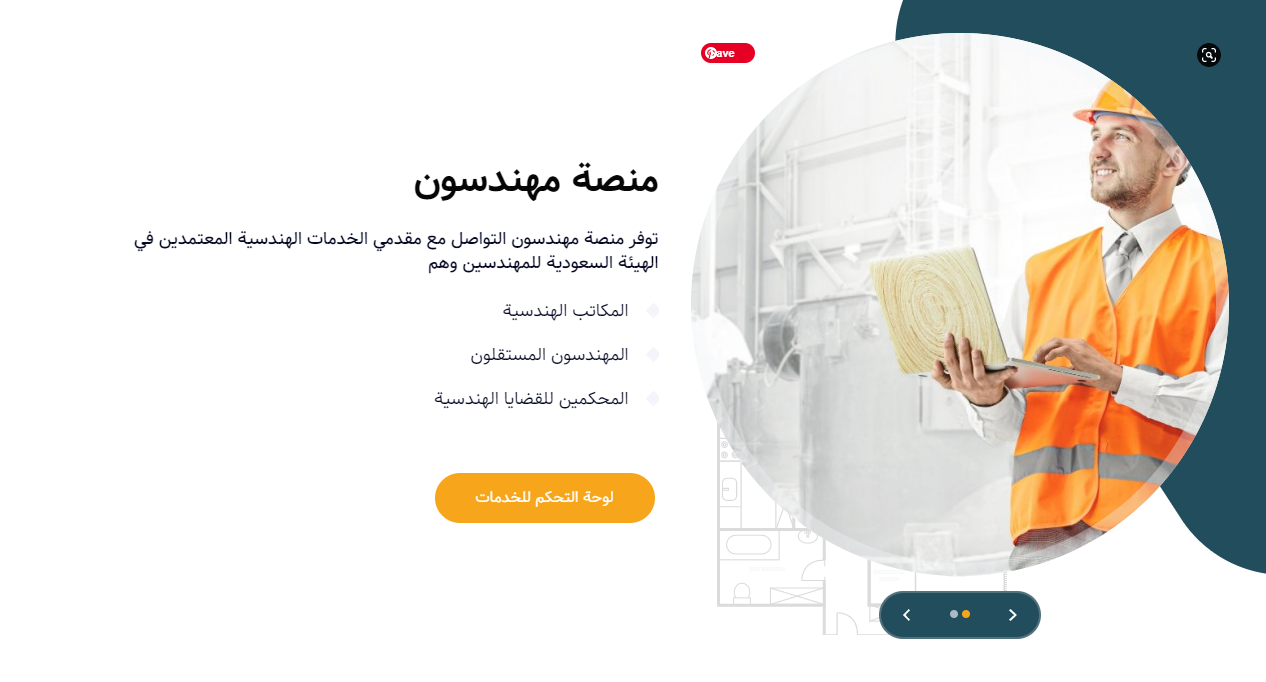 منصة مهندسون
توفر منصة مهندسون التواصل مع مقدمي الخدمات الهندسية المعتمدين في
الهيئة السعودية للمهندسين وهم
المكاتب الهندسية
المهندسون المستقلون
المحكمين للقضايا الهندسية
لوحة التحكم للخدمات
Save